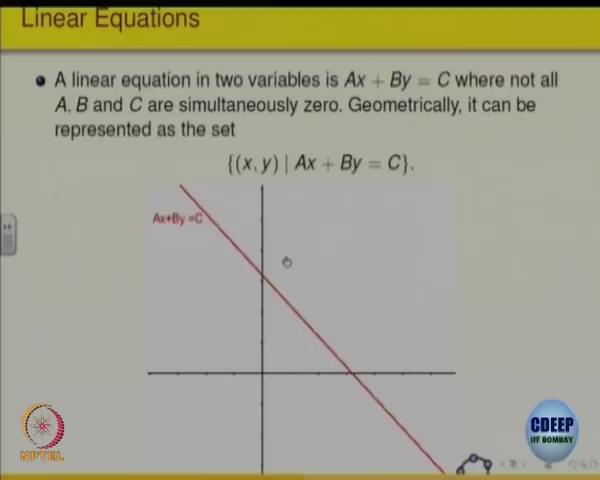 Linear Equations
A linear equation in two variables is Ax + By = C where not all
A, B and C are simultaneously zero. Geometrically, it can be
represented as the set
{(x, y) | Ax + By = C}.
Ax+By =C
NPTEL
CDEEP
IIT BOMBAY